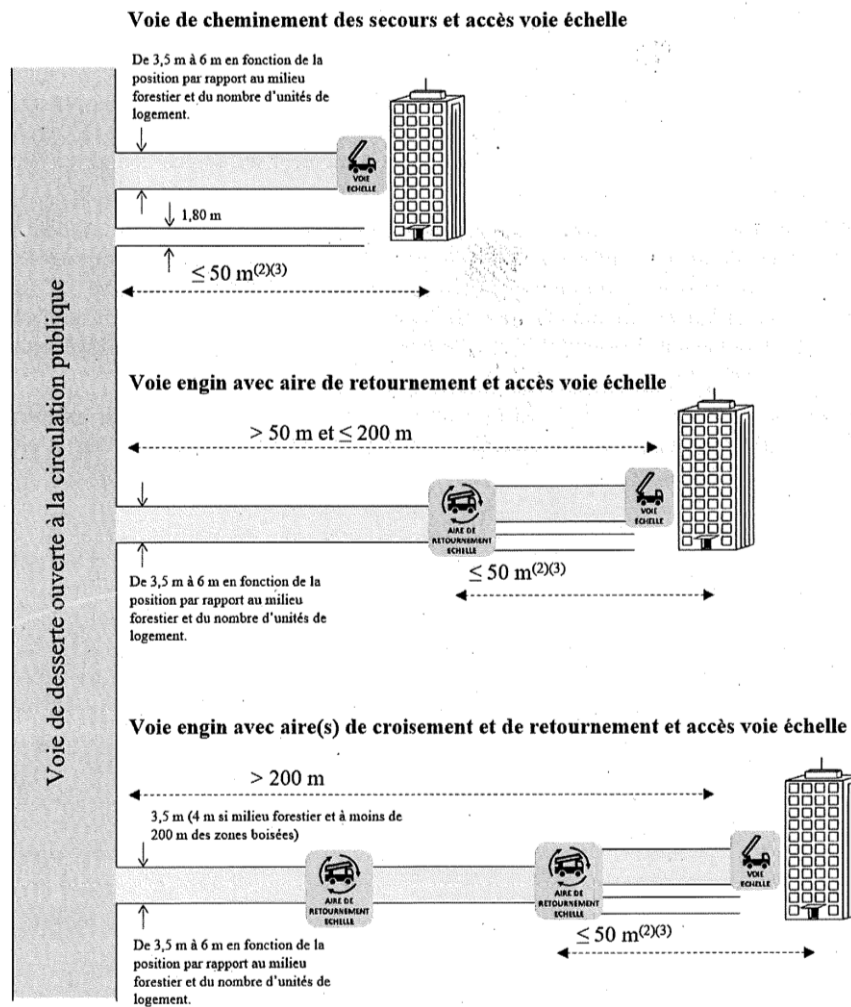 Voie de cheminement des secours et accès voie échelle
De 3,5 m à 6 m en fonction de la
position par rapport au milieu
forestier et du nombre d'unités de
logement.
VOIE
ECHELLE
1,80 m
≤ 50 m(2)(3)
Voie de desserte ouverte à la circulation publique
Voie engin avec aire de retournement et accès voie échelle
> 50 m et ≤ 200 m
AIRE DE
RETOURNEMENT
ECHELLE
VOIE
ECHELLE
≤ 50 m(2)(3)
De 3,5 m à 6 m en fonction de la
position par rapport au milieu
forestier et du nombre d'unités de
logement.
Voie engin avec aire(s) de croisement et de retournement et accès voie échelle
> 200 m
3,5 m (4 m si milieu forestier et à moins de
200 m des zones boisées)
AIRE DE
RETOURNEMENT
ECHELLE
AIRE DE
RETOURNEMENT
ECHELLE
VOIE
ECHELLE
≤ 50 m(2)(3)
De 3,5 m à 6 m en fonction de la
position par rapport au milieu
forestier et du nombre d'unités de
logement.